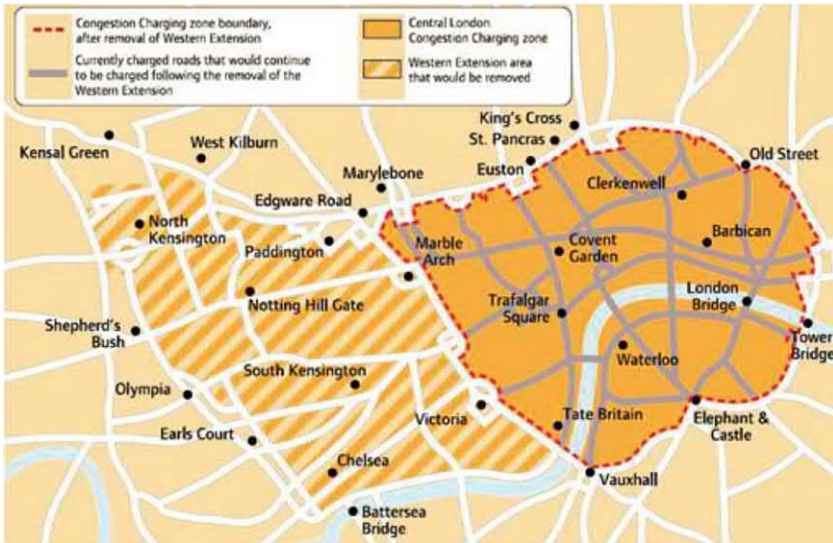 Congestion Charging zone boundary,
after removal of Western Extension
Currently charged roads that would continue
to be charged following the removal of the
Western Extension
Central London
Congestion Charging zone
Western Extension area
that would be removed
King's Cross
St. Pancras
Euston
Old Street
Kensal Green
West Kilburn
Marylebone
Clerkenwell
Edgware Road
North
Kensington
Paddington
Marble
Arch
Covent
Garden
Barbican
Notting Hill Gate
Trafalgar
Square
London
Bridge
Shepherd's
Bush
Waterloo
Tower
Bridge
South Kensington
Olympia
Victoria
Tate Britain
Elephant &
Castle
Earls Court
Chelsea
Vauxhall
Battersea
Bridge